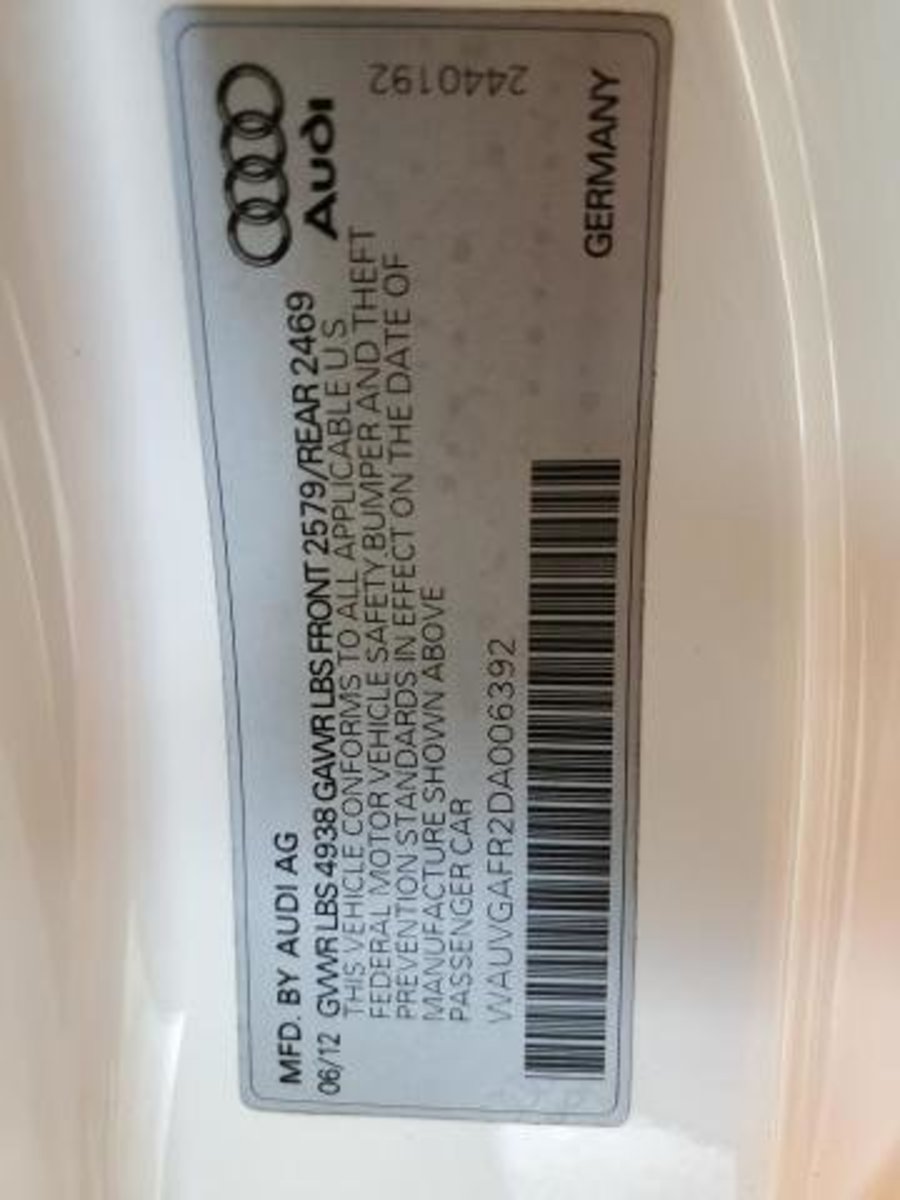 MFD. BY AUDI AG
06/12 GVWR LBS 4938 GAWR LBS FRONT 2579/REAR 2469
THIS VEHICLE CONFORMS TO ALL APPLICABLE U S
FEDERAL MOTOR VEHICLE SAFETY, BUMPER AND THEFT
PREVENTION STANDARDS IN EFFECT ON THE DATE OF
MANUFACTURE SHOWN ABOVE
PASSENGER CAR
WAUVGAFR2DA006392
Audi
2440192
GERMANY